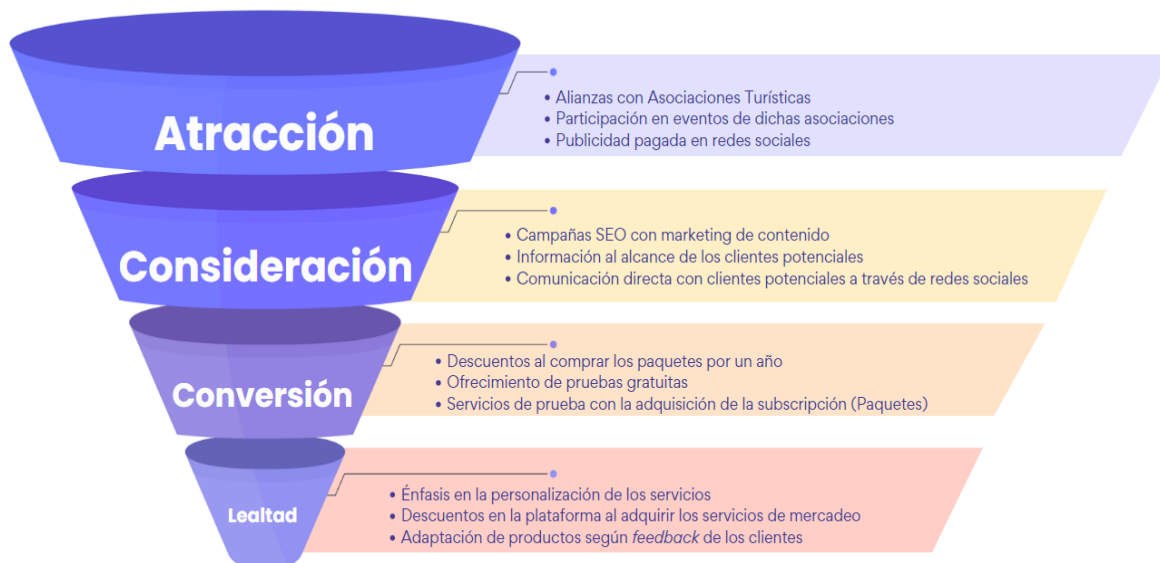 Atracción
• Alianzas con Asociaciones Turísticas
• Participación en eventos de dichas asociaciones
• Publicidad pagada en redes sociales
Consideración
• Campañas SEO con marketing de contenido
• Información al alcance de los clientes potenciales
• Comunicación directa con clientes potenciales a través de redes sociales
Conversión
• Descuentos al comprar los paquetes por un año
• Ofrecimiento de pruebas gratuitas
• Servicios de prueba con la adquisición de la subscripción (Paquetes)
Lealtad
• Énfasis en la personalización de los servicios
• Descuentos en la plataforma al adquirir los servicios de mercadeo
• Adaptación de productos según feedback de los clientes